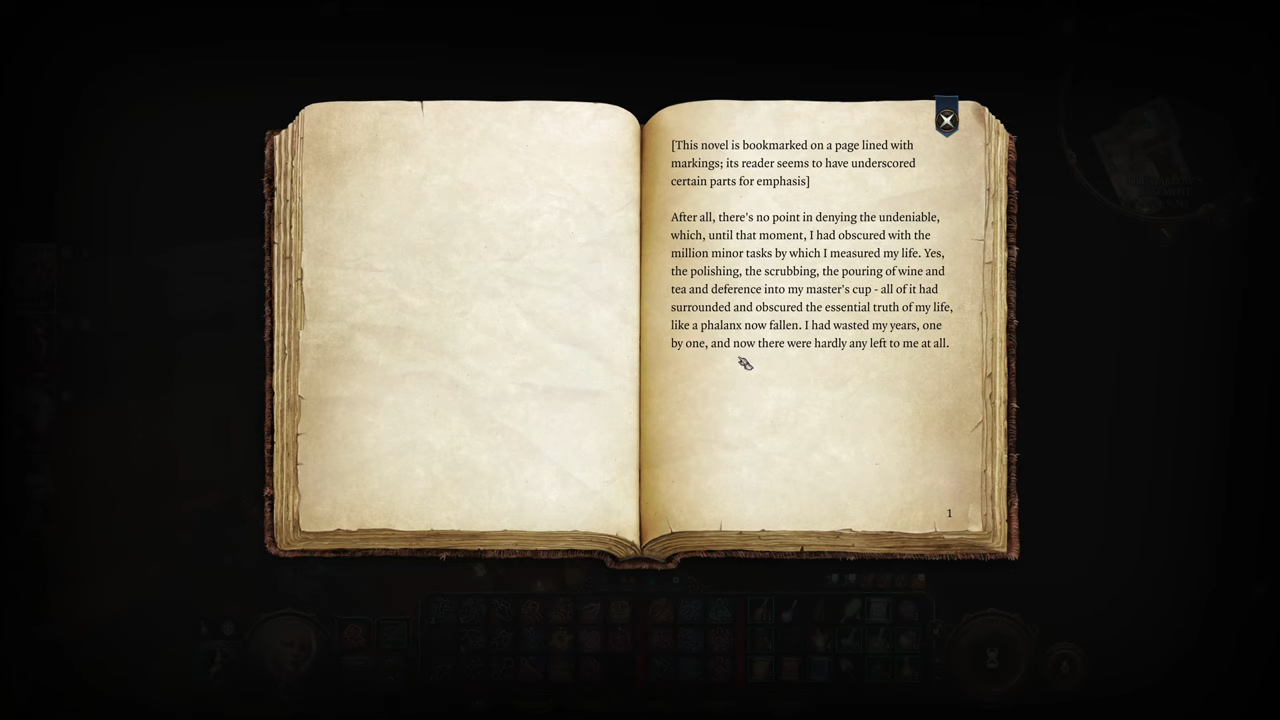 [This novel is bookmarked on a page lined with
markings; its reader seems to have underscored
certain parts for emphasis]
After all, there's no point in denying the undeniable,
which, until that moment, I had obscured with the
million minor tasks by which I measured my life. Yes,
the polishing, the scrubbing, the pouring of wine and
tea and deference into my master's cup - all of it had
surrounded and obscured the essential truth of my life,
like a phalanx now fallen. I had wasted my years, one
by one, and now there were hardly any left to me at all.
1